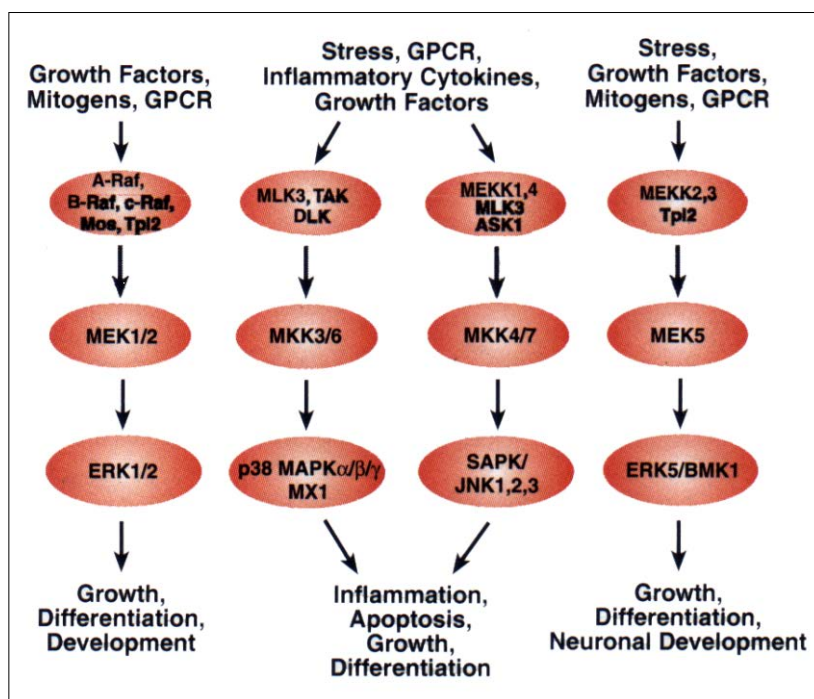 Growth Factors,
Mitogens, GPCR
Stress, GPCR,
Inflammatory Cytokines,
Growth Factors
Stress,
Growth Factors,
Mitogens, GPCR
A-Raf,
B-Raf, c-Raf,
Mos, Tpl2
MLK3, TAK
DLK
MEKK1,4
MLK3
ASK1
MEKK2,3
Tpl2
MEK1/2
MKK3/6
MKK4/7
MEK5
ERK1/2
p38 MAPKα/β/γ
MX1
SAPK/
JNK1,2,3
ERK5/BMK1
Growth,
Differentiation,
Development
Inflammation,
Apoptosis,
Growth,
Differentiation
Growth,
Differentiation,
Neuronal Development